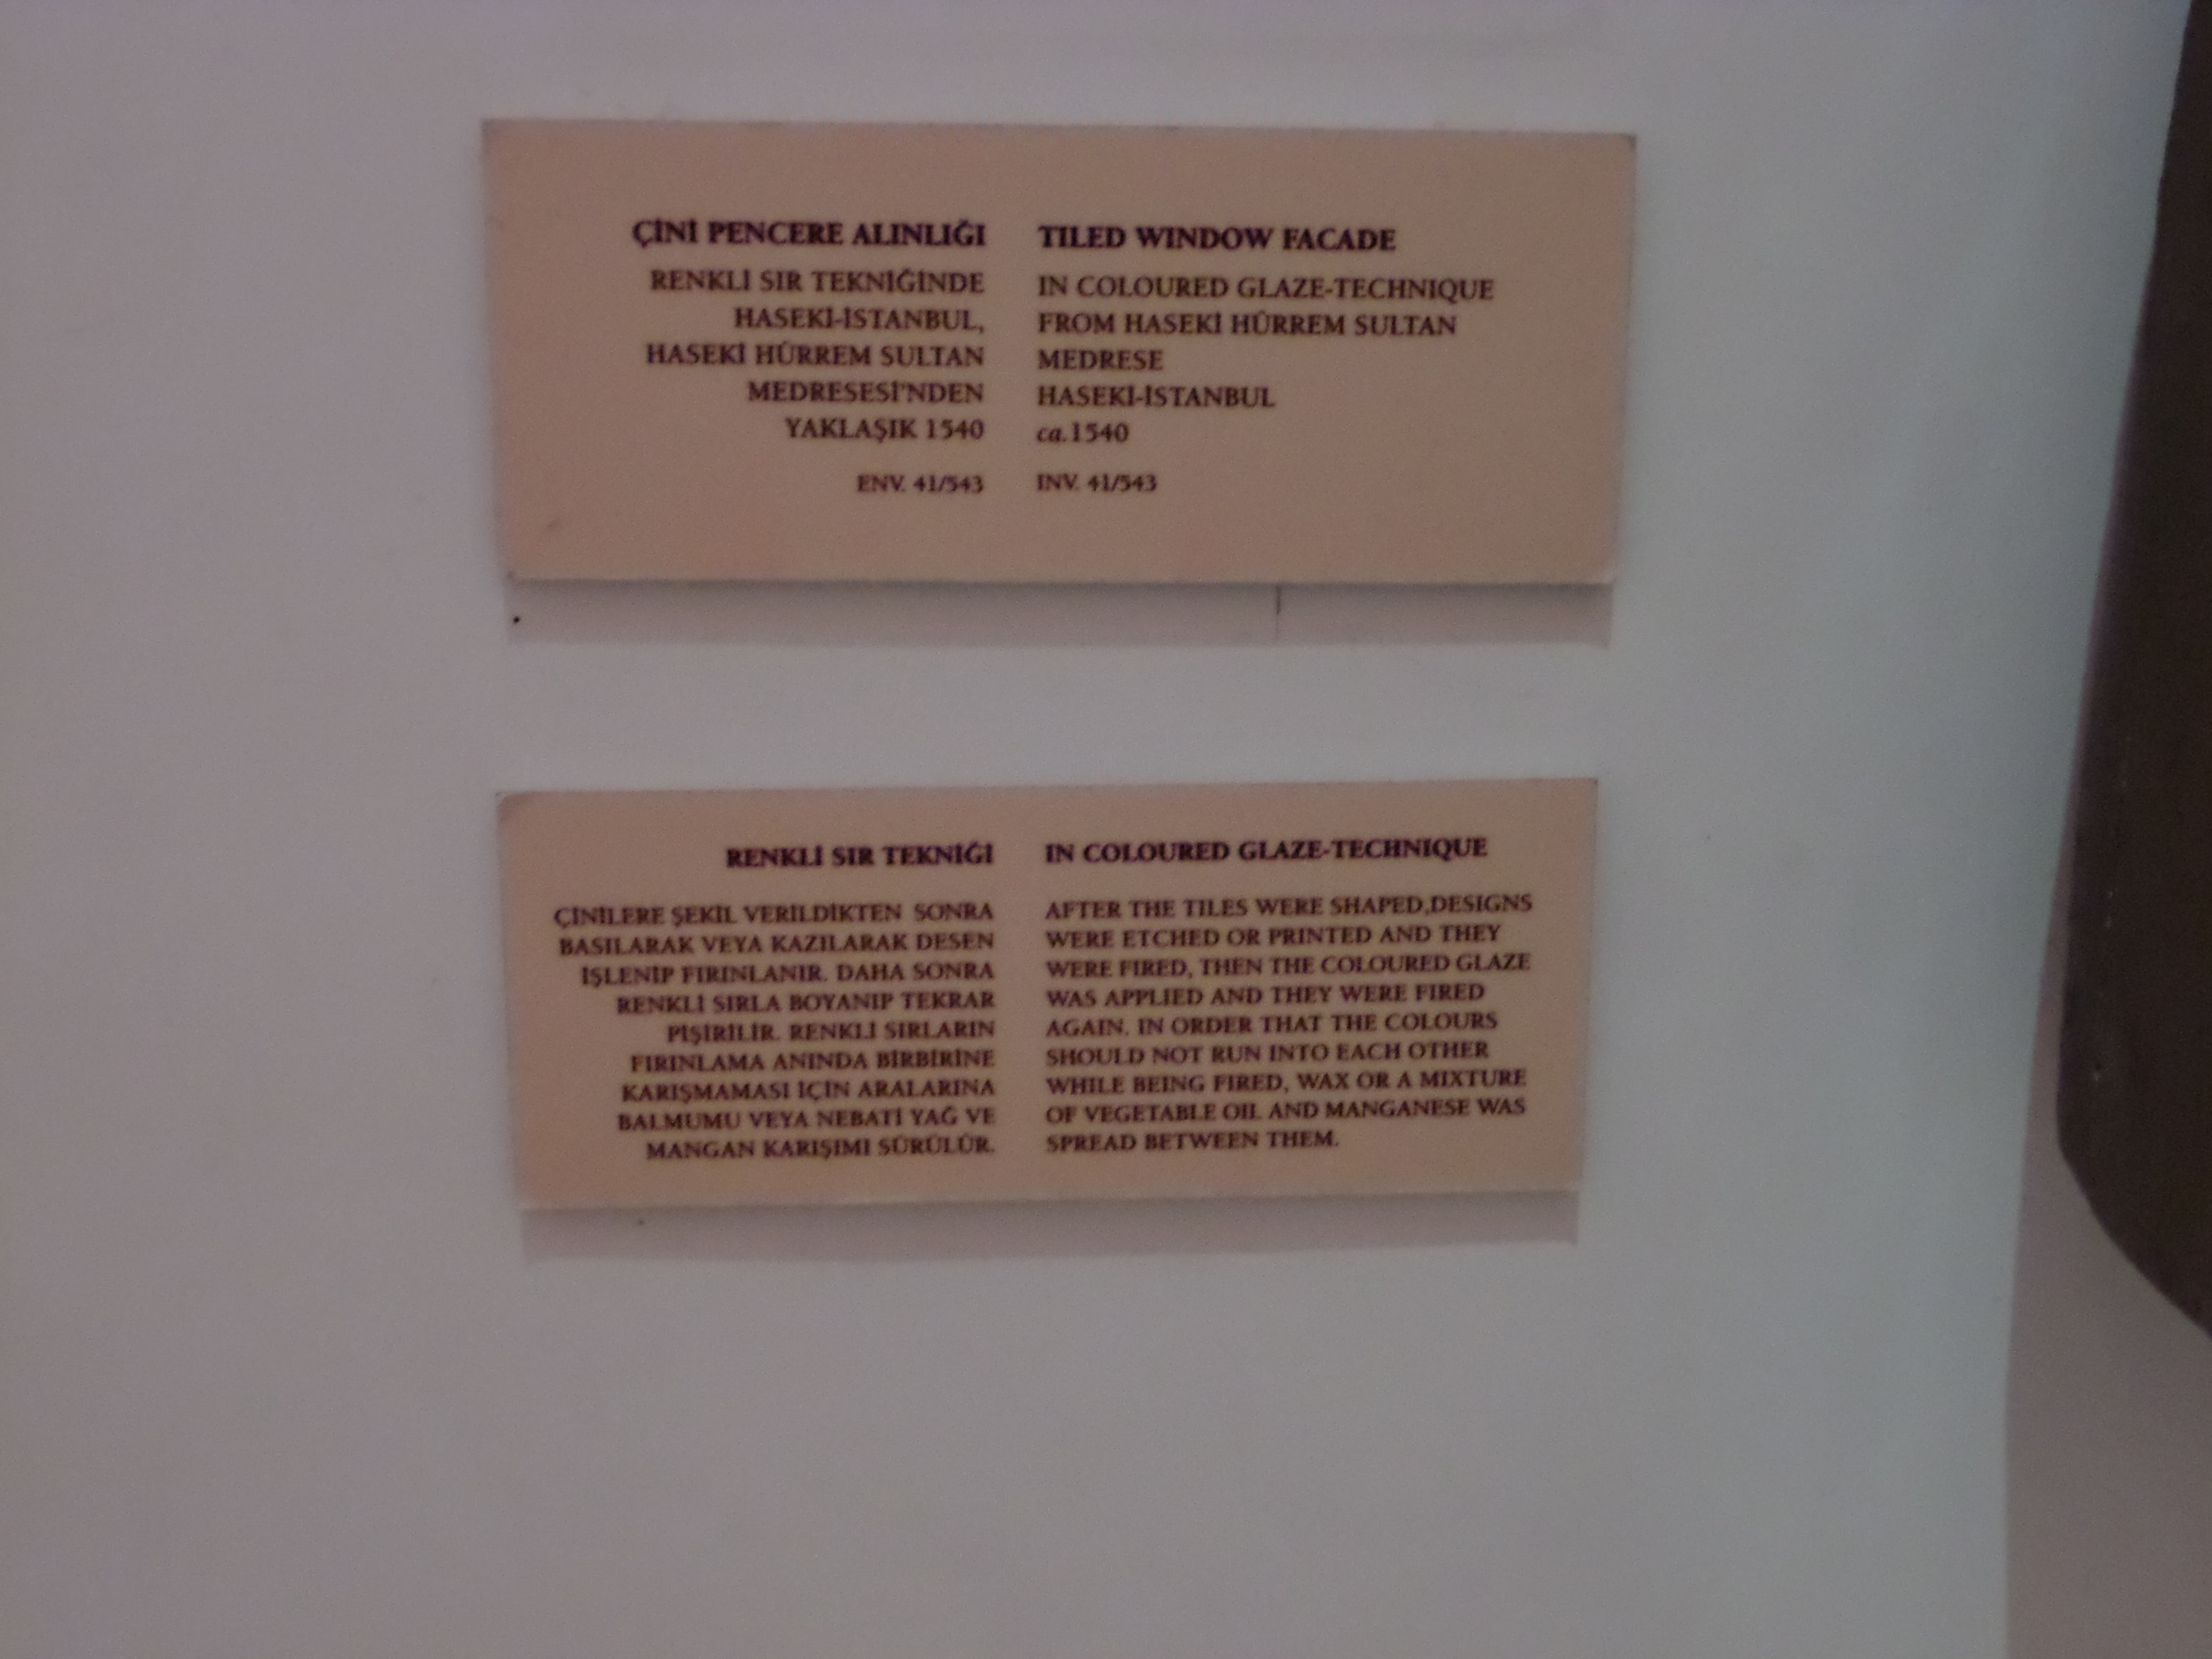 ÇİNİ PENCERE ALINLIĞI
RENKLİ SIR TEKNİĞİNDE
HASEKİ-İSTANBUL,
HASEKİ HÜRREM SULTAN
MEDRESESİ'NDEN
YAKLAŞIK 1540
ENV. 41/543
TILED WINDOW FACADE
IN COLOURED GLAZE-TECHNIQUE
FROM HASEKİ HÜRREM SULTAN
MEDRESE
HASEKİ-İSTANBUL
ca.1540
INV. 41/543
RENKLİ SIR TEKNİĞİ
ÇİNİLERE ŞEKİL VERİLDİKTEN SONRA
BASILARAK VEYA KAZILARAK DESEN
İŞLENİP FIRINLANIR. DAHA SONRA
RENKLİ SIRLA BOYANIP TEKRAR
PİŞİRİLİR. RENKLİ SIRLARIN
FIRINLAMA ANINDA BİRBİRİNE
KARIŞMAMASI İÇİN ARALARINA
BALMUMU VEYA NEBATİ YAĞ VE
MANGAN KARIŞIMI SÜRÜLÜR.
IN COLOURED GLAZE-TECHNIQUE
AFTER THE TILES WERE SHAPED,DESIGNS
WERE ETCHED OR PRINTED AND THEY
WERE FIRED, THEN THE COLOURED GLAZE
WAS APPLIED AND THEY WERE FIRED
AGAIN. IN ORDER THAT THE COLOURS
SHOULD NOT RUN INTO EACH OTHER
WHILE BEING FIRED, WAX OR A MIXTURE
OF VEGETABLE OIL AND MANGANESE WAS
SPREAD BETWEEN THEM.